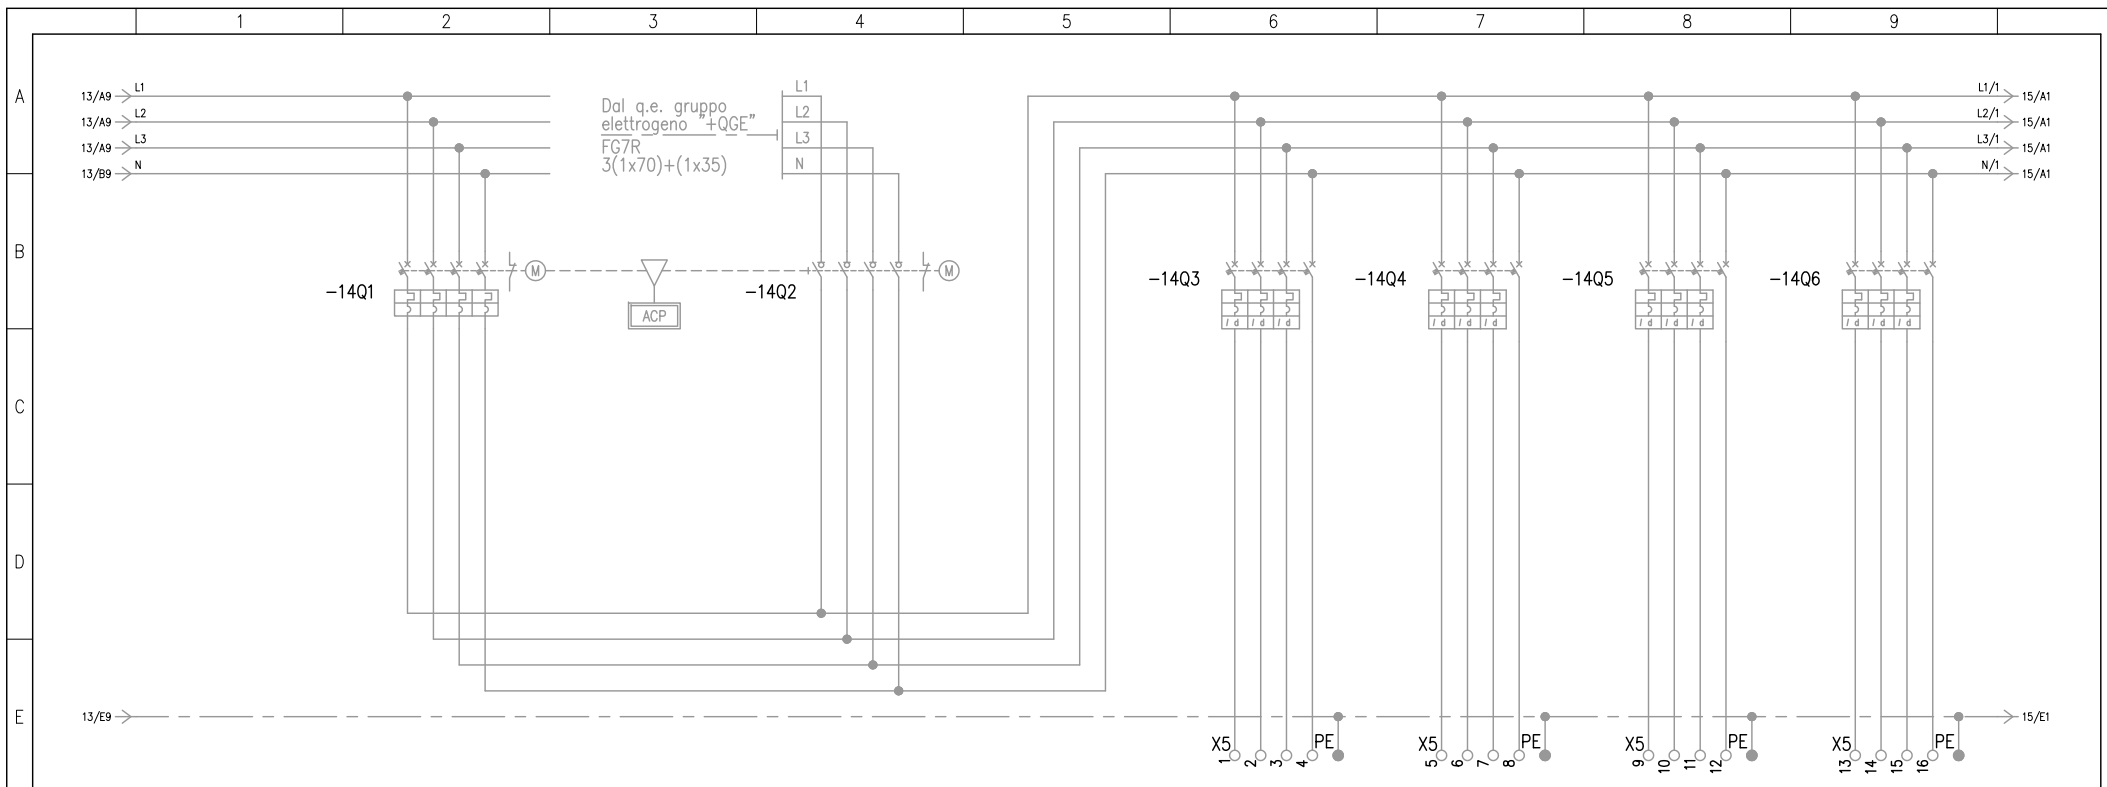 1 2 3 4 5 6 7 8 9
A
B
C
D
E
13/A9 L1
13/A9 L2
13/A9 L3
13/B9 N
Dal q.e. gruppo
elettrogeno "+QGE"
FG7R
3(1x70)+(1x35)
L1
L2
L3
N
L1/1 15/A1
L2/1 15/A1
L3/1 15/A1
N/1 15/A1
-14Q1
M
ACP
-14Q2
M
-14Q3
I d I d I d
-14Q4
I d I d I d
-14Q5
I d I d I d
-14Q6
I d I d I d
13/E9
15/E1
X5 1 2 3 4 PE
X5 5 6 7 8 PE
X5 9 10 11 12 PE
X5 13 14 15 16 PE